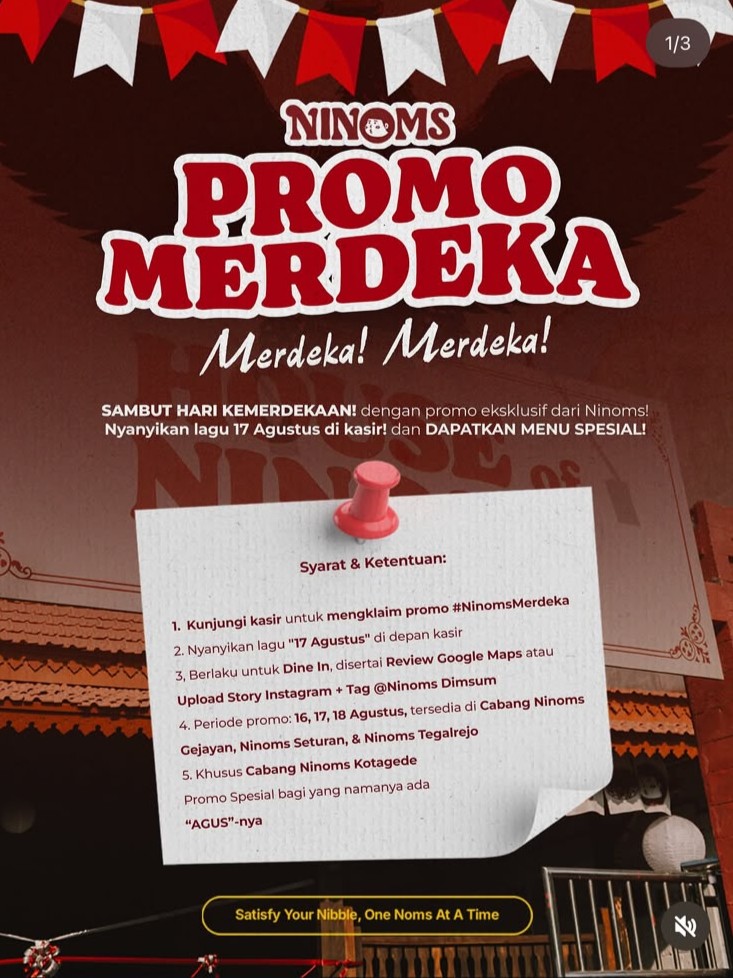 1/3
NINOMS
PROMO
MERDEKA
Merdeka! Merdeka!
SAMBUT HARI KEMERDEKAAN! dengan promo eksklusif dari Ninoms!
Nyanyikan lagu 17 Agustus di kasir! dan DAPATKAN MENU SPESIAL!
HOUSE
OF
NINOMS
Syarat & Ketentuan:
1. Kunjungi kasir untuk mengklaim promo #NinomsMerdeka
2. Nyanyikan lagu "17 Agustus" di depan kasir
3, Berlaku untuk Dine In, disertai Review Google Maps atau
Upload Story Instagram + Tag @Ninoms Dimsum
4. Periode promo: 16, 17, 18 Agustus, tersedia di Cabang Ninoms
Gejayan, Ninoms Seturan, & Ninoms Tegalrejo
5. Khusus Cabang Ninoms Kotagede
Promo Spesial bagi yang namanya ada
“AGUS”-nya
Satisfy Your Nibble, One Noms At A Time